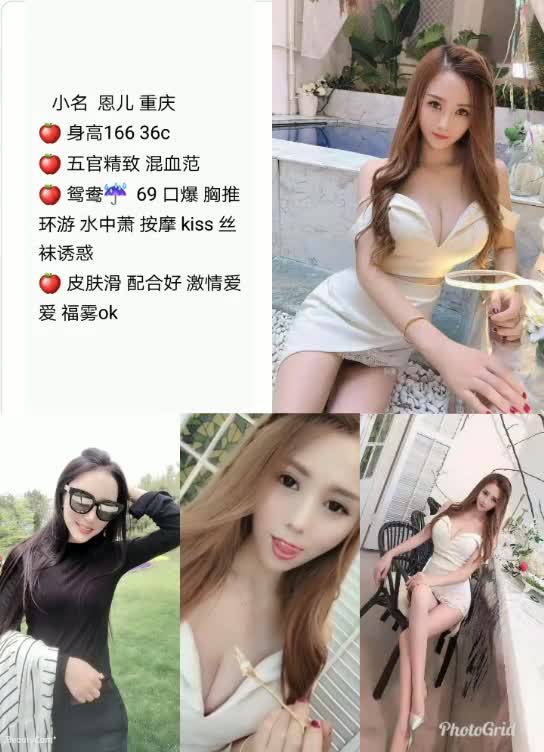 小名 恩儿 重庆
🍎 身高166 36c
🍎 五官精致 混血范
🍎 鸳鸯☔ 69 口爆 胸推
环游 水中萧 按摩 kiss 丝
袜诱惑
🍎 皮肤滑 配合好 激情爱
爱 福雾ok
BeautyCam
PhotoGrid